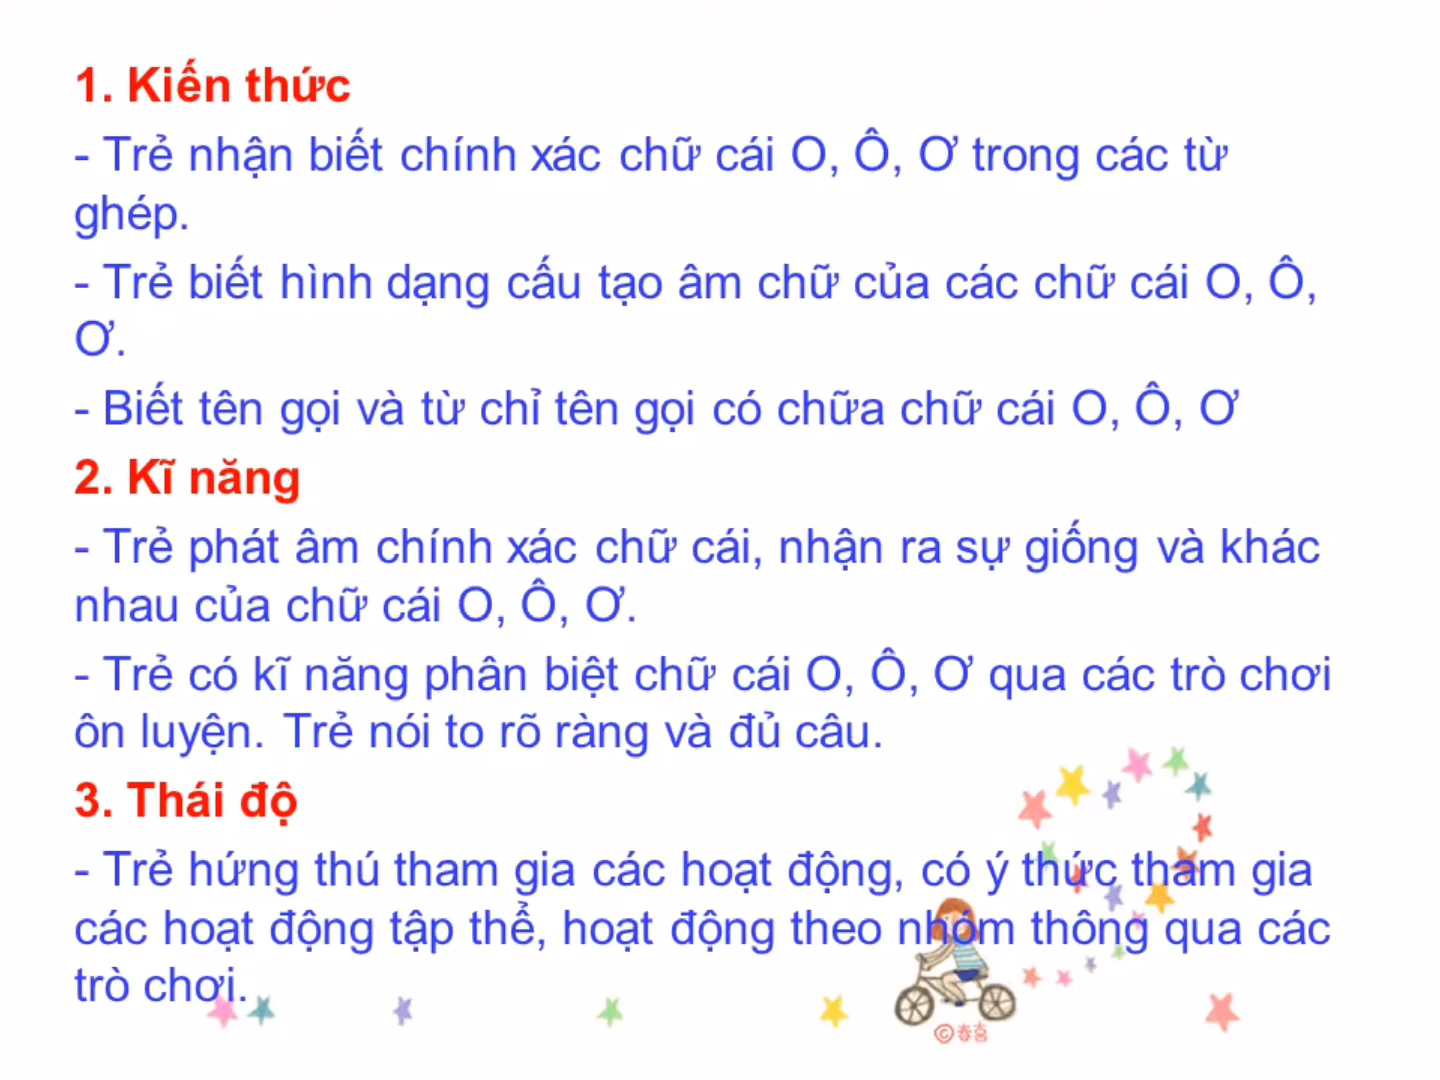 1. Kiến thức
- Trẻ nhận biết chính xác chữ cái O, Ô, Ơ trong các từ
ghép.
- Trẻ biết hình dạng cấu tạo âm chữ của các chữ cái O, Ô,
Ơ.
- Biết tên gọi và từ chỉ tên gọi có chữa chữ cái O, Ô, Ơ
2. Kĩ năng
- Trẻ phát âm chính xác chữ cái, nhận ra sự giống và khác
nhau của chữ cái O, Ô, Ơ.
- Trẻ có kĩ năng phân biệt chữ cái O, Ô, Ơ qua các trò chơi
ôn luyện. Trẻ nói to rõ ràng và đủ câu.
3. Thái độ
- Trẻ hứng thú tham gia các hoạt động, có ý thức tham gia
các hoạt động tập thể, hoạt động theo nhóm thông qua các
trò chơi.